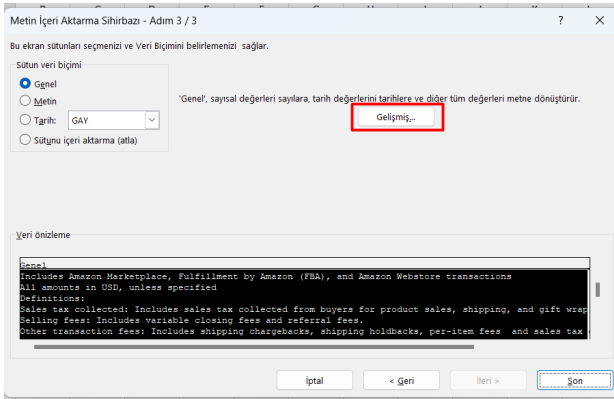 Metin İçeri Aktarma Sihirbazı - Adım 3 / 3 ? ×
Bu ekran sütunları seçmenizi ve Veri Biçimini belirlemenizi sağlar.
Sütun veri biçimi
Genel
Metin
Tarih: GAY
Sütunu içeri aktarma (atla)
'Genel', sayısal değerleri sayılara, tarih değerlerini tarihlere ve diğer tüm değerleri metne dönüştürür.
Gelişmiş...
Veri önizleme
Genel
Includes Amazon Marketplace, Fulfillment by Amazon (FBA), and Amazon Webstore transactions
All amounts in USD, unless specified
Definitions:
Sales tax collected: Includes sales tax collected from buyers for product sales, shipping, and gift wrap
Selling fees: Includes variable closing fees and referral fees.
Other transaction fees: Includes shipping chargebacks, shipping holdbacks, per-item fees and sales tax
İptal < Geri İleri > Son